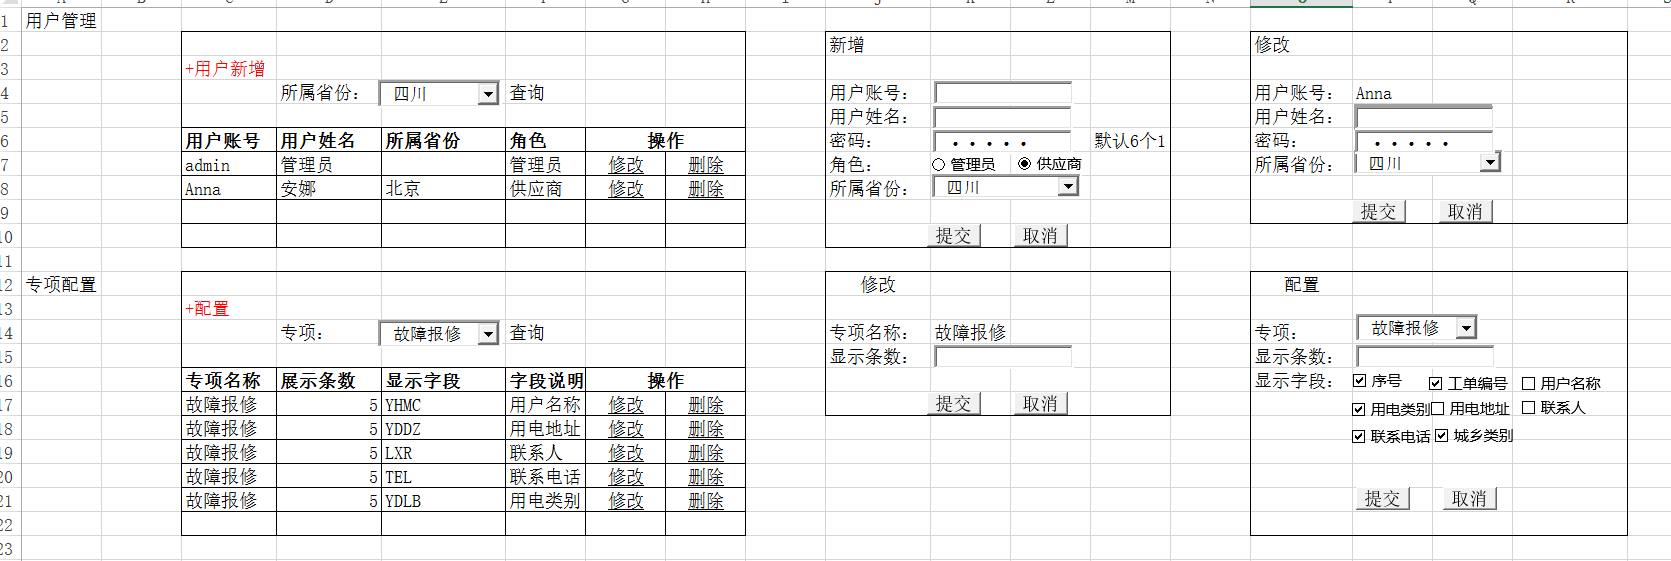 1 用户管理
2 新增 修改
3 +用户新增
4 所属省份： 四川 查询 用户账号： 用户账号： Anna
5 用户姓名： 用户姓名：
6 用户账号 用户姓名 所属省份 角色 操作 密码： ••••• 默认6个1 密码： •••••
7 admin 管理员 管理员 修改 删除 角色： 管理员 供应商 所属省份： 四川
8 Anna 安娜 北京 供应商 修改 删除 所属省份： 四川
9 提交 取消
10 提交 取消
11
12 专项配置 修改 配置
13 +配置
14 专项： 故障报修 查询 专项名称： 故障报修 专项： 故障报修
15 显示条数： 显示条数：
16 专项名称 展示条数 显示字段 字段说明 操作 显示字段： 序号 工单编号 用户名称
17 故障报修 5 YHMC 用户名称 修改 删除 提交 取消 用电类别 用电地址 联系人
18 故障报修 5 YDDZ 用电地址 修改 删除 联系电话 城乡类别
19 故障报修 5 LXR 联系人 修改 删除
20 故障报修 5 TEL 联系电话 修改 删除
21 故障报修 5 YDLB 用电类别 修改 删除 提交 取消
22
23